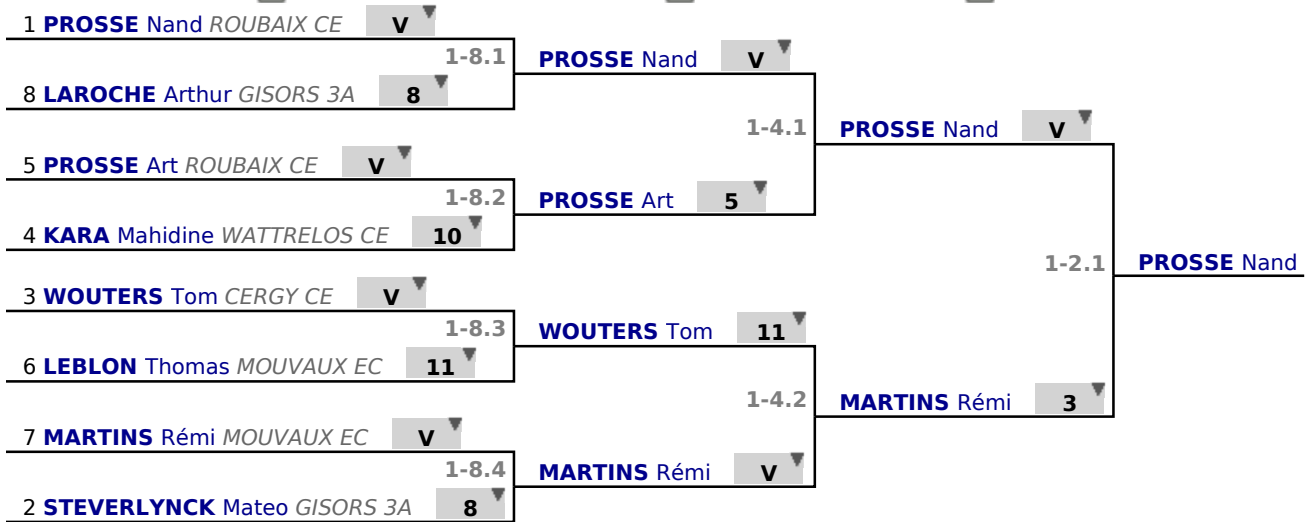 1 PROSSE Nand ROUBAIX CE V
1-8.1
8 LAROCHE Arthur GISORS 3A 8
5 PROSSE Art ROUBAIX CE V
1-8.2
4 KARA Mahidine WATTRELOS CE 10
3 WOUTERS Tom CERGY CE V
1-8.3
6 LEBLON Thomas MOUVAUX EC 11
7 MARTINS Rémi MOUVAUX EC V
1-8.4
2 STEVERLYNCK Mateo GISORS 3A 8
PROSSE Nand V
1-4.1
PROSSE Art 5
WOUTERS Tom 11
1-4.2
MARTINS Rémi V
PROSSE Nand V
1-2.1
MARTINS Rémi 3
PROSSE Nand